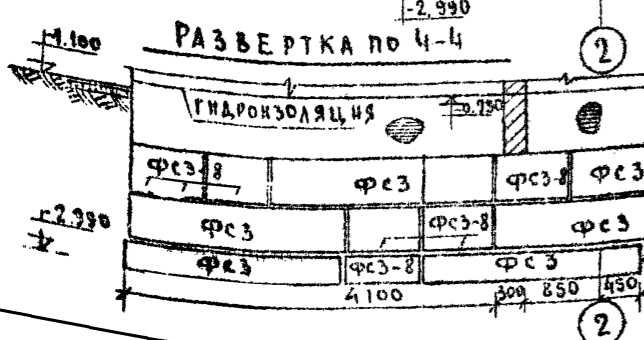 -2,990
-1.100
РАЗВЕРТКА ПО 4-4
2
ГИДРОИЗОЛЯЦИЯ
-0.730
ФС3-8 ФС3 ФС3-8 ФС3
-2.990
ФС3 ФС3-8 ФС3
ФС3 ФС3-8 ФС3
4100 300 850 450
2